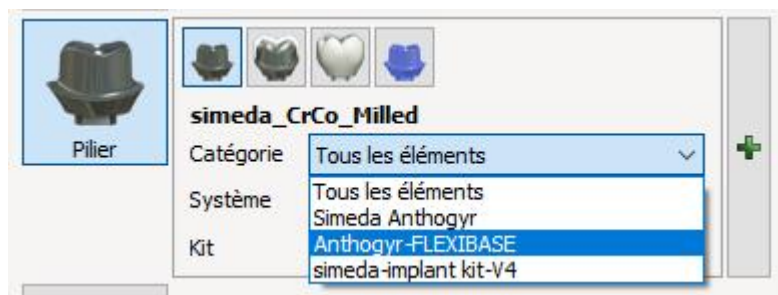 simeda_CrCo_Milled
Pilier
Catégorie Tous les éléments
Système
Kit
Tous les éléments
Simeda Anthogyr
Anthogyr-FLEXIBASE
simeda-implant kit-V4